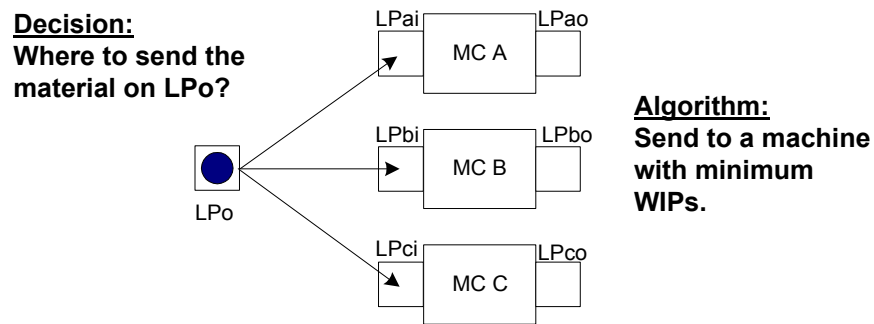 Decision:
Where to send the
material on LPo?
LPo
LPai
LPao
MC A
LPbi
LPbo
MC B
LPci
LPco
MC C
Algorithm:
Send to a machine
with minimum
WIPs.